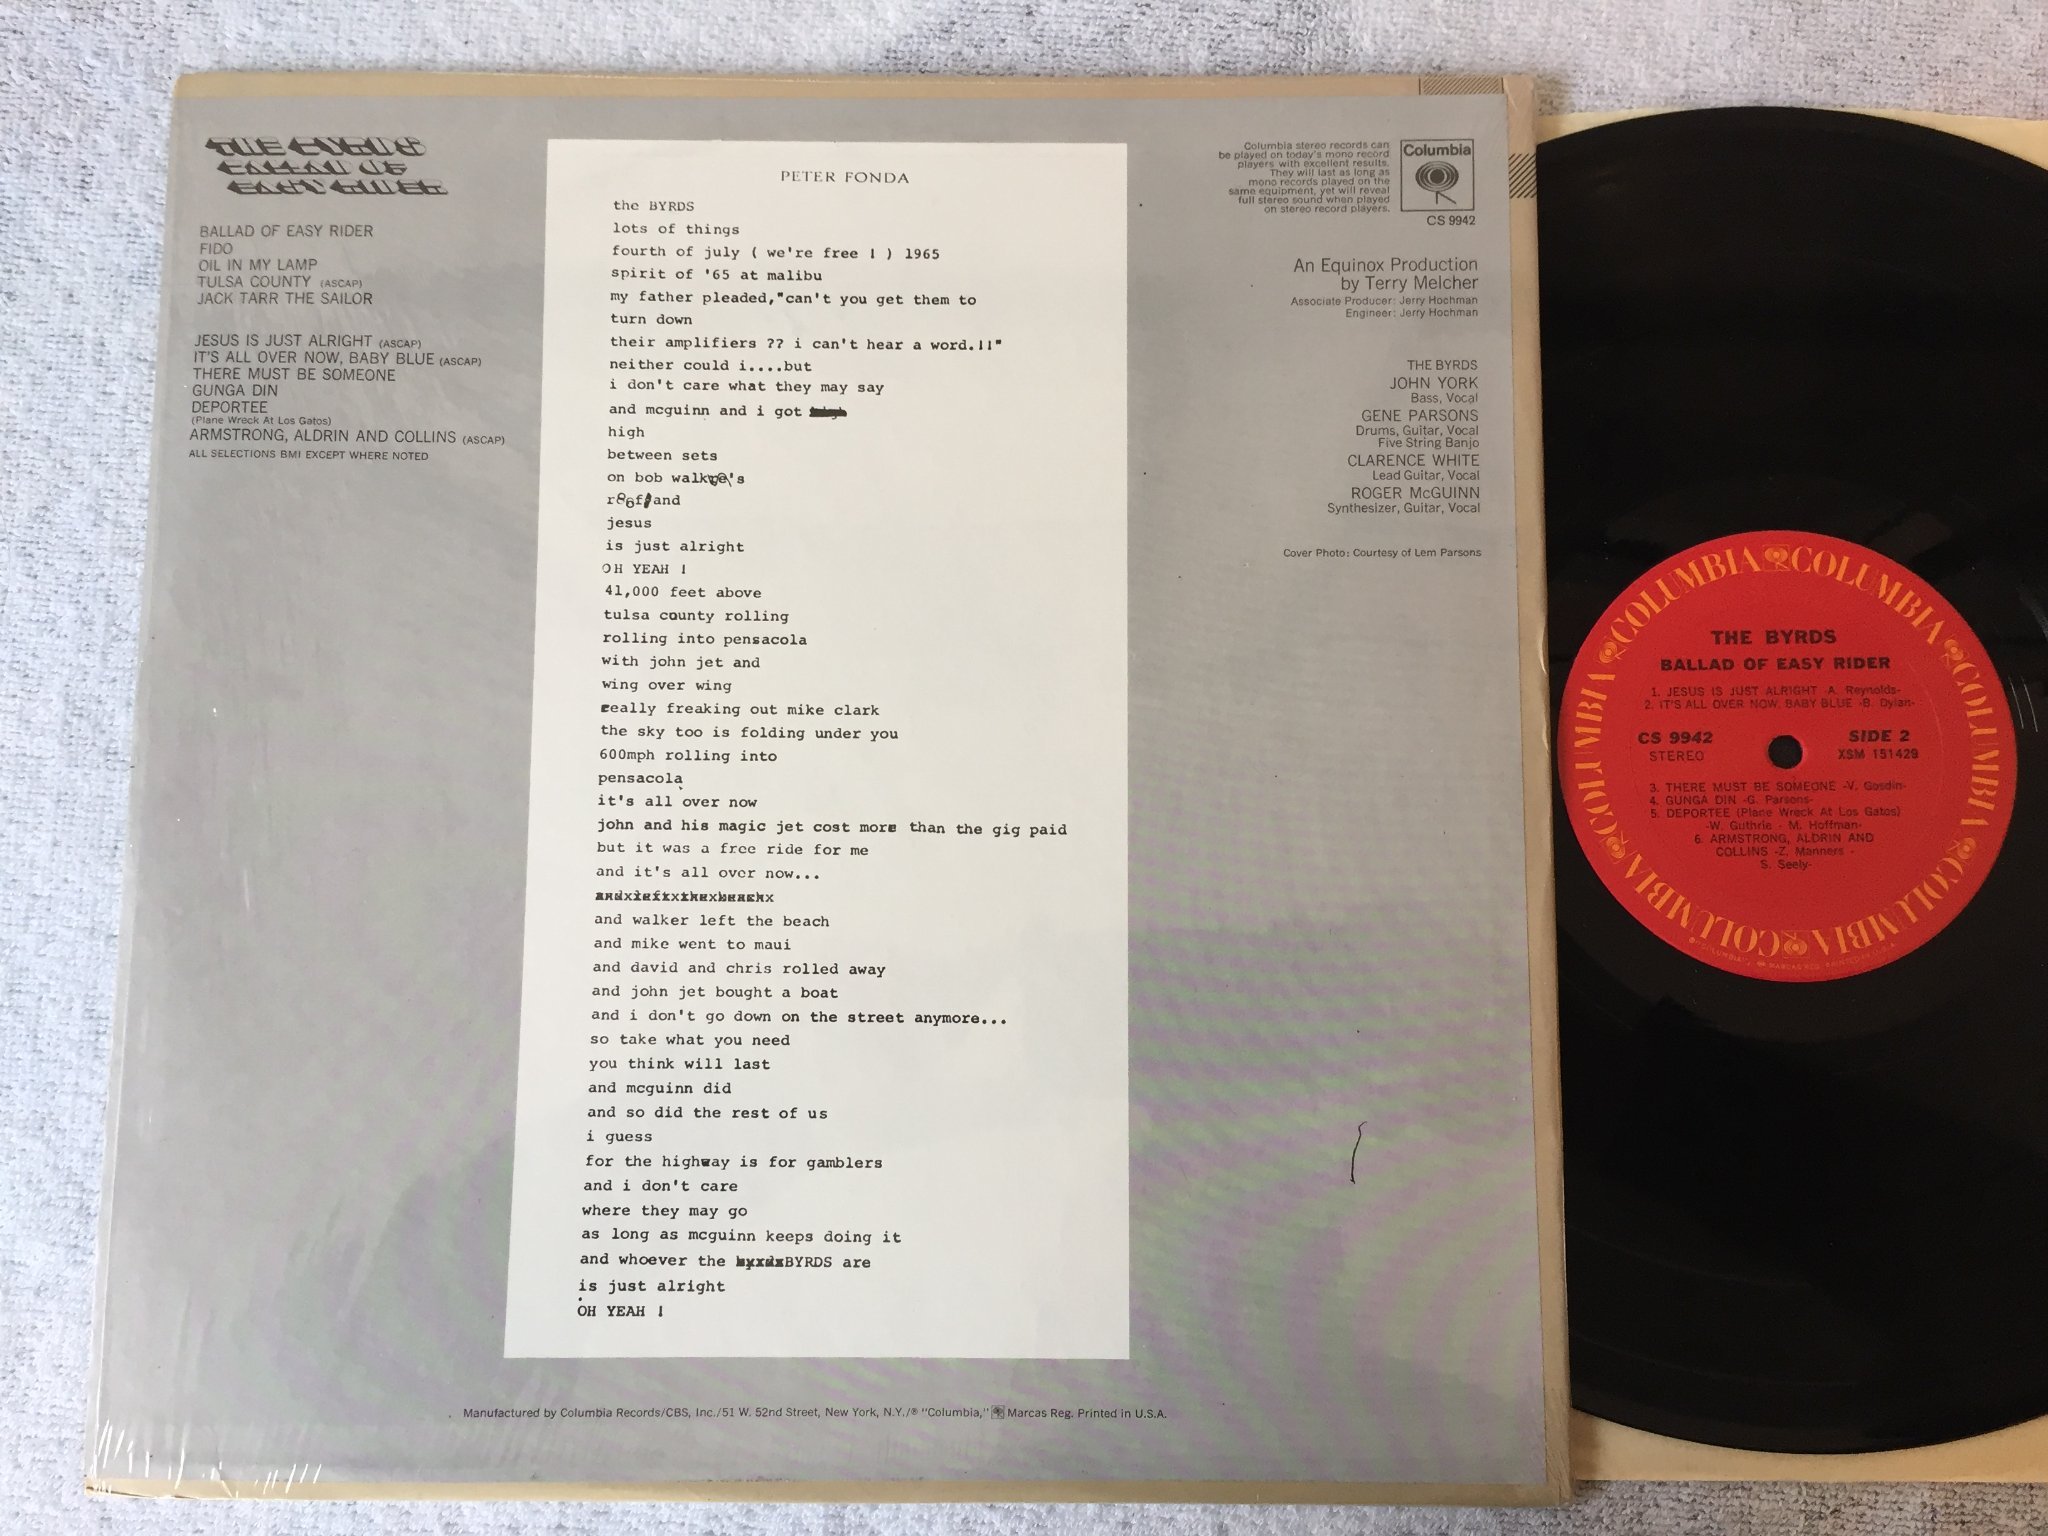 THE BYRDS
BALLAD OF
EASY RIDER
BALLAD OF EASY RIDER
FIDO
OIL IN MY LAMP
TULSA COUNTY (ASCAP)
JACK TARR THE SAILOR
JESUS IS JUST ALRIGHT (ASCAP)
IT'S ALL OVER NOW, BABY BLUE (ASCAP)
THERE MUST BE SOMEONE
GUNGA DIN
DEPORTEE
(Plane Wreck At Los Gatos)
ARMSTRONG, ALDRIN AND COLLINS (ASCAP)
ALL SELECTIONS BMI EXCEPT WHERE NOTED
PETER FONDA
the BYRDS
lots of things
fourth of july ( we're free ! ) 1965
spirit of '65 at malibu
my father pleaded,"can't you get them to
turn down
their amplifiers ?? i can't hear a word.!!"
neither could i....but
i don't care what they may say
and mcguinn and i got
high
between sets
on bob walker's
roof and
jesus
is just alright
OH YEAH !
41,000 feet above
tulsa county rolling
rolling into pensacola
with john jet and
wing over wing
really freaking out mike clark
the sky too is folding under you
600mph rolling into
pensacola
it's all over now
john and his magic jet cost more than the gig paid
but it was a free ride for me
and it's all over now...
andxleftxthexbeachx
and walker left the beach
and mike went to maui
and david and chris rolled away
and john jet bought a boat
and i don't go down on the street anymore...
so take what you need
you think will last
and mcguinn did
and so did the rest of us
i guess
for the highway is for gamblers
and i don't care
where they may go
as long as mcguinn keeps doing it
and whoever the BYRDS are
is just alright
OH YEAH !
Columbia stereo records can
be played on today's mono record
players with excellent results.
They will last as long as
mono records played on the
same equipment, yet will reveal
full stereo sound when played
on stereo record players.
Columbia
CS 9942
An Equinox Production
by Terry Melcher
Associate Producer: Jerry Hochman
Engineer: Jerry Hochman
THE BYRDS
JOHN YORK
Bass, Vocal
GENE PARSONS
Drums, Guitar, Vocal
Five String Banjo
CLARENCE WHITE
Lead Guitar, Vocal
ROGER McGUINN
Synthesizer, Guitar, Vocal
Cover Photo: Courtesy of Lem Parsons
Manufactured by Columbia Records/CBS, Inc./51 W. 52nd Street, New York, N.Y./® "Columbia," Marcas Reg. Printed in U.S.A.
COLUMBIA COLUMBIA COLUMBIA COLUMBIA COLUMBIA COLUMBIA
THE BYRDS
BALLAD OF EASY RIDER
1. JESUS IS JUST ALRIGHT -A. Reynolds-
2. IT'S ALL OVER NOW, BABY BLUE -B. Dylan-
CS 9942
STEREO
SIDE 2
XSM 151429
3. THERE MUST BE SOMEONE -V. Gosdin-
4. GUNGA DIN -G. Parsons-
5. DEPORTEE (Plane Wreck At Los Gatos)
-W. Guthrie - M. Hoffman-
6. ARMSTRONG, ALDRIN AND
COLLINS -Z. Manners -
S. Seely-
® "COLUMBIA", MARCAS REG. PRINTED IN U.S.A.